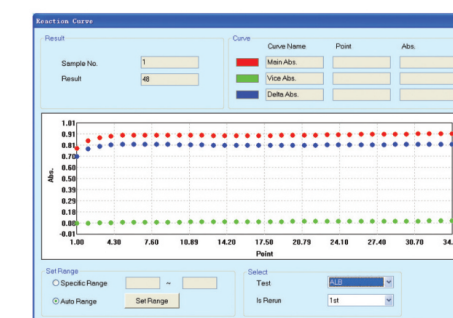 Reaction Curve
Result
Sample No. 1
Result 48
Curve
Curve Name Point Abs.
Main Abs.
Vice Abs.
Delta Abs.
1.01
0.91
0.81
0.70
0.60
0.50
0.39
0.29
0.18
0.08
-0.01
Abs.
1.00 4.30 7.60 10.89 14.20 17.50 20.79 24.10 27.40 30.70 34.
Point
Set Range
Specific Range ~
Auto Range Set Range
Select
Test ALB
Is Rerun 1st